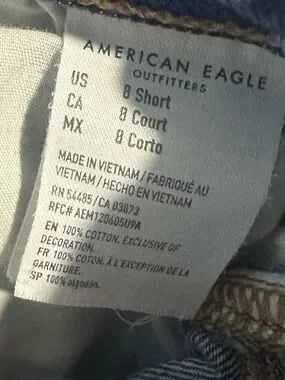 AMERICAN EAGLE
OUTFITTERS
US 8 Short
CA 8 Court
MX 8 Corto
MADE IN VIETNAM / FABRIQUÉ AU
VIETNAM / HECHO EN VIETNAM
RN 54485 / CA 03873
RFC# AEM120605U9A
EN 100% COTTON, EXCLUSIVE OF
DECORATION.
FR 100% COTON, À L'EXCEPTION DE LA
GARNITURE.
SP 100% algodón.